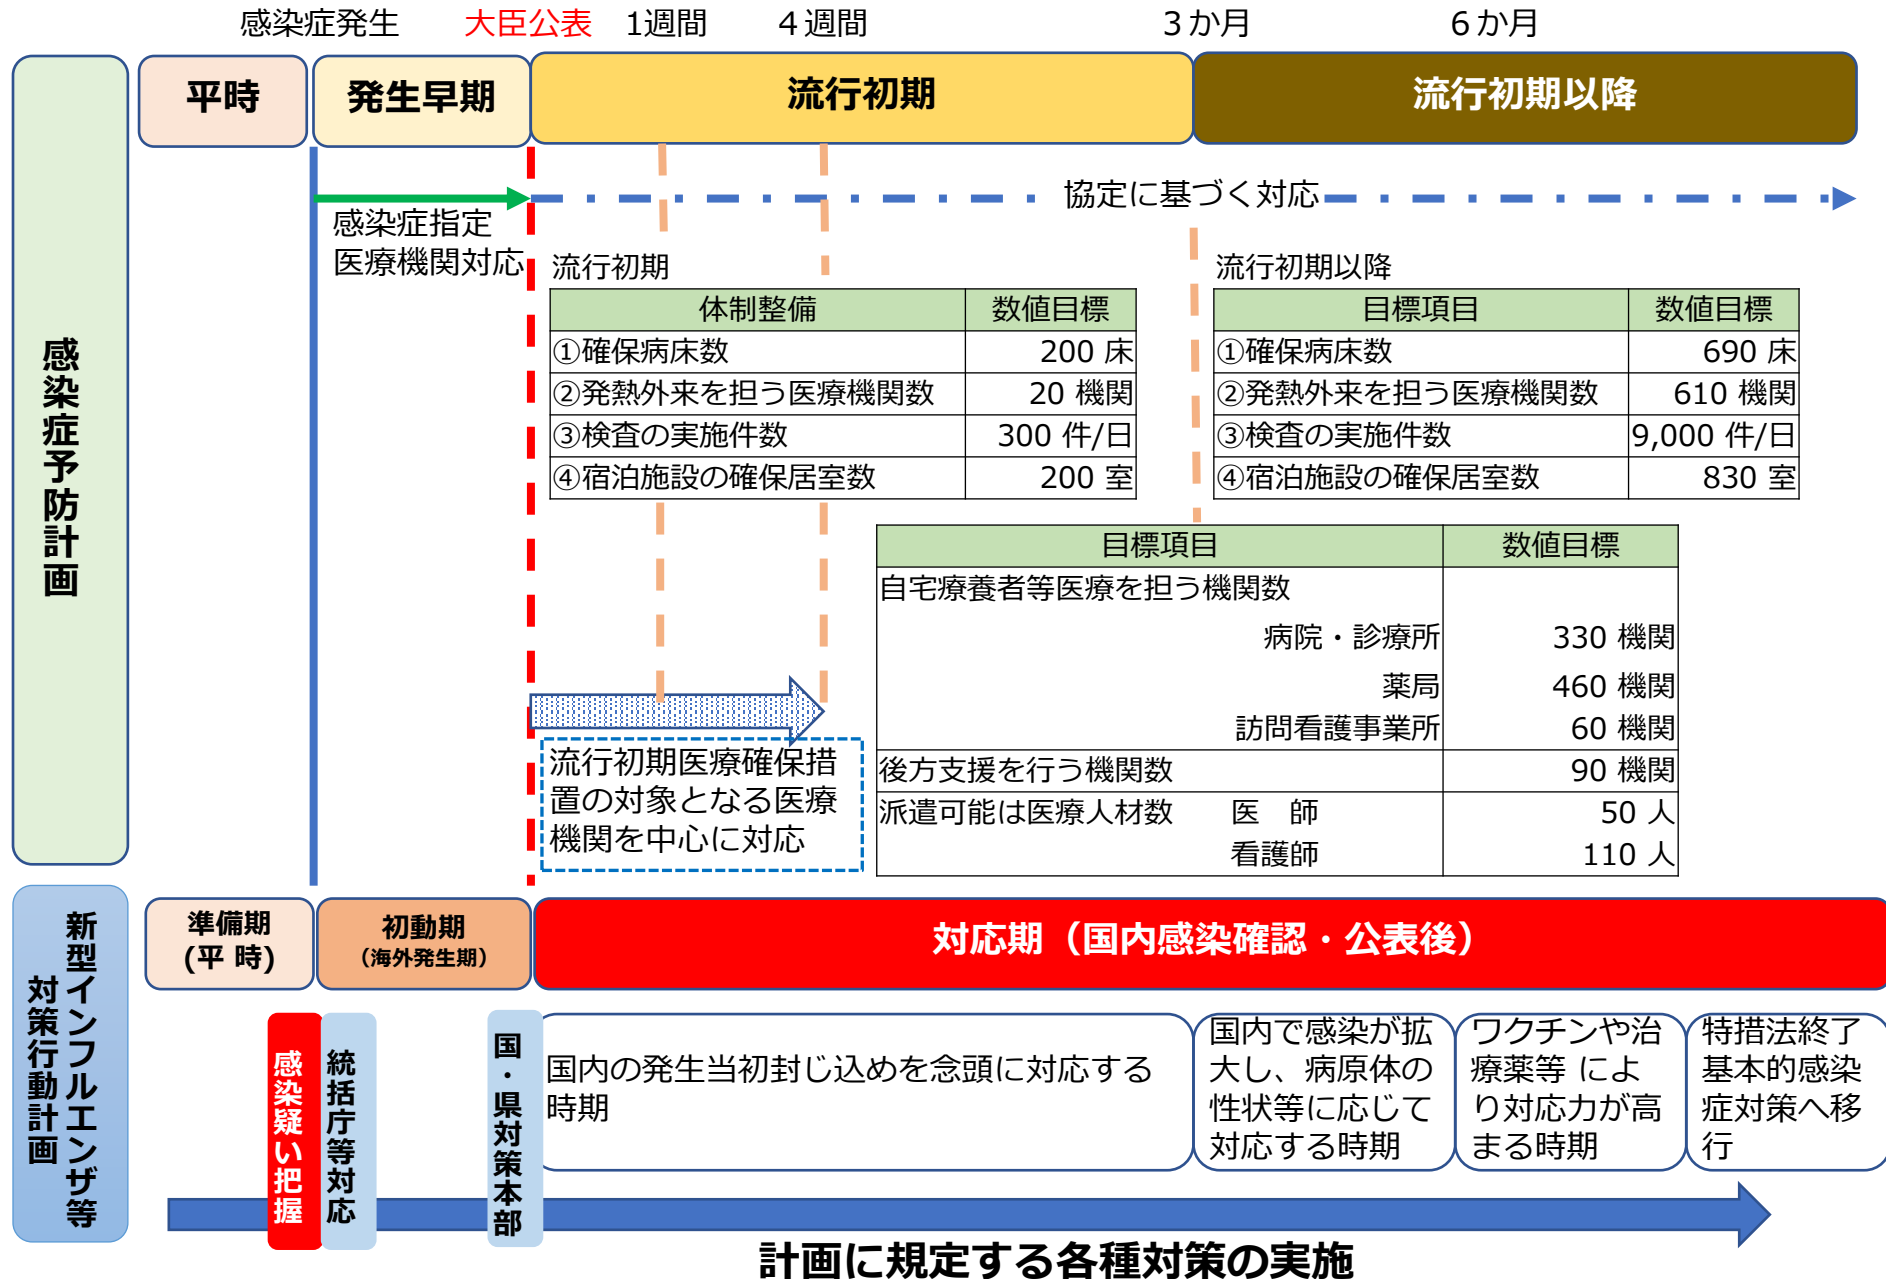 感染症発生 大臣公表 1週間 4週間 3か月 6か月
感染症予防計画
平時 発生早期 流行初期 流行初期以降
協定に基づく対応
感染症指定
医療機関対応
流行初期
体制整備 数値目標
①確保病床数 200 床
②発熱外来を担う医療機関数 20 機関
③検査の実施件数 300 件/日
④宿泊施設の確保居室数 200 室
流行初期以降
目標項目 数値目標
①確保病床数 690 床
②発熱外来を担う医療機関数 610 機関
③検査の実施件数 9,000 件/日
④宿泊施設の確保居室数 830 室
目標項目 数値目標
自宅療養者等医療を担う機関数
病院・診療所 330 機関
薬局 460 機関
訪問看護事業所 60 機関
後方支援を行う機関数 90 機関
派遣可能は医療人材数 医 師 50 人
看護師 110 人
流行初期医療確保措
置の対象となる医療
機関を中心に対応
新型インフルエンザ等
対策行動計画
準備期
(平 時)
初動期
（海外発生期）
対応期（国内感染確認・公表後）
感染疑い把握
統括庁等対応
国・県対策本部
国内の発生当初封じ込めを念頭に対応する
時期
国内で感染が拡
大し、病原体の
性状等に応じて
対応する時期
ワクチンや治
療薬等 によ
り対応力が高
まる時期
特措法終了
基本的感染
症対策へ移
行
計画に規定する各種対策の実施